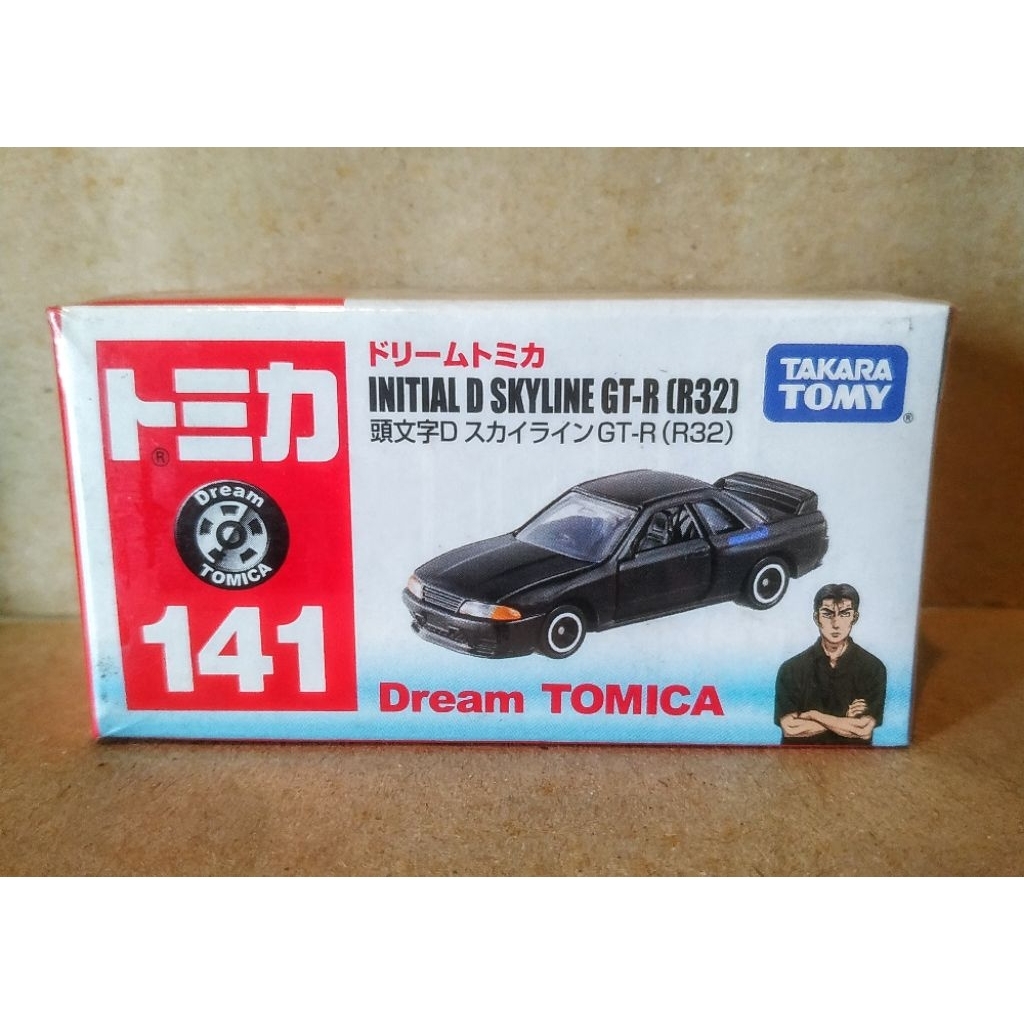 トミカ
®
Dream
TOMICA
141
ドリームトミカ
INITIAL D SKYLINE GT-R (R32)
頭文字D スカイラインGT-R (R32)
TAKARA
TOMY
®
Dream TOMICA